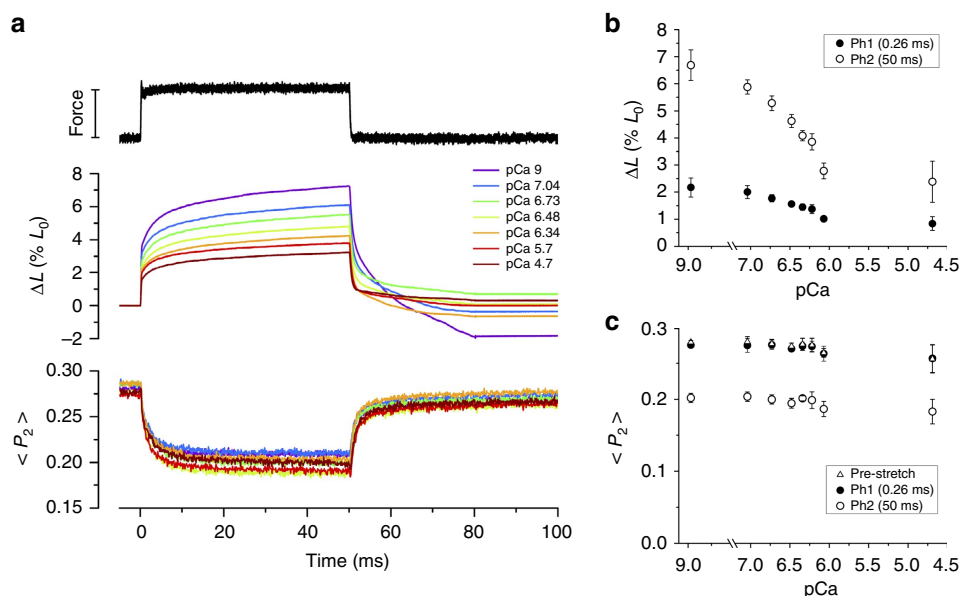 a
Force
ΔL (% L0)
8
6
4
2
0
−2
pCa 9
pCa 7.04
pCa 6.73
pCa 6.48
pCa 6.34
pCa 5.7
pCa 4.7
< P2 >
0.30
0.25
0.20
0.15
0
20
40
60
80
100
Time (ms)
b
ΔL (% L0)
8
7
6
5
4
3
2
1
0
Ph1 (0.26 ms)
Ph2 (50 ms)
9.0 7.0 6.5 6.0 5.5 5.0 4.5
pCa
c
< P2 >
0.3
0.2
0.1
0.0
Pre-stretch
Ph1 (0.26 ms)
Ph2 (50 ms)
9.0 7.0 6.5 6.0 5.5 5.0 4.5
pCa